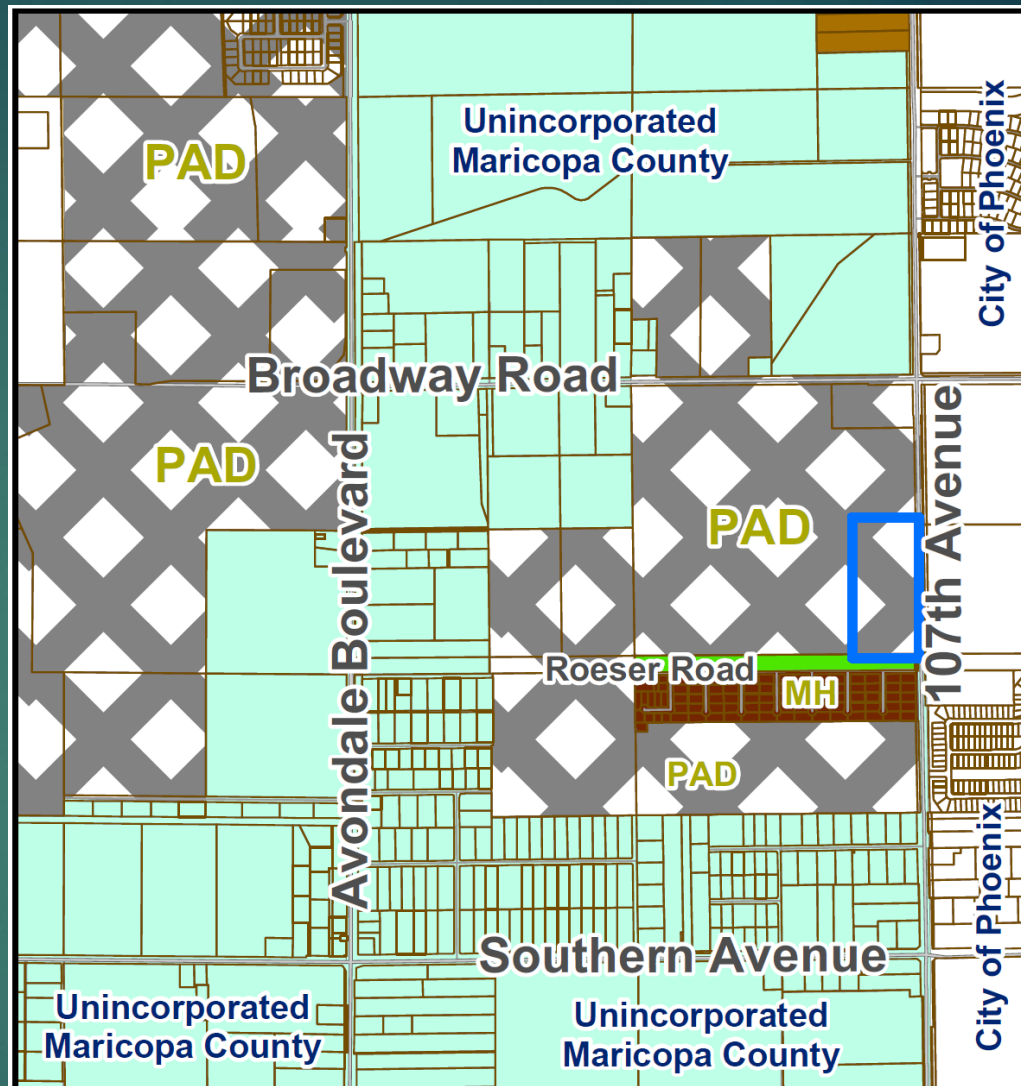 Unincorporated
Maricopa County
City of Phoenix
PAD
Broadway Road
PAD
Avondale Boulevard
PAD
107th Avenue
Roeser Road
MH
PAD
City of Phoenix
Southern Avenue
Unincorporated
Maricopa County
Unincorporated
Maricopa County